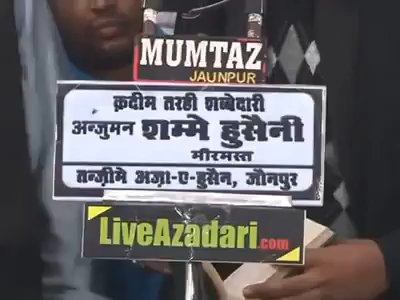 MUMTAZ
JAUNPUR
क़दीम तरही शब्बेदारी
अन्जुमन शम्मे हुसैनी
मीरमस्त
तन्ज़ीमे अज़ा-ए-हुसैन, जौनपुर
LiveAzadari.com